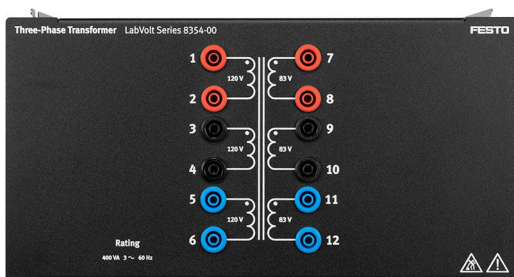 Three-Phase Transformer LabVolt Series 8354-00
FESTO
1
7
120 V
83 V
2
8
3
9
120 V
83 V
4
10
5
11
120 V
83 V
6
12
Rating
400 VA 3 ~ 60 Hz